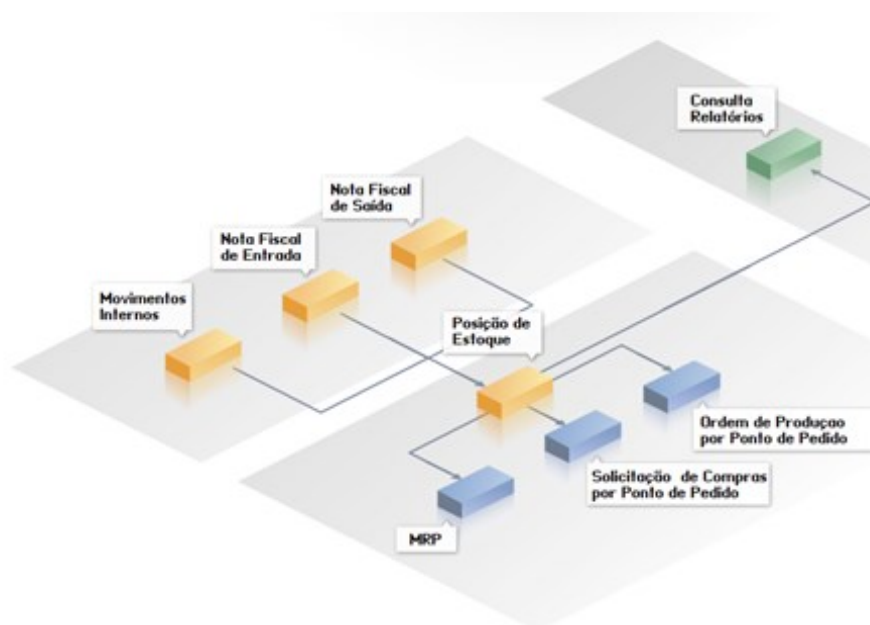 Consulta
Relatórios
Nota Fiscal
de Saída
Nota Fiscal
de Entrada
Movimentos
Internos
Posição de
Estoque
Ordem de Produçao
por Ponto de Pedido
Solicitação de Compras
por Ponto de Pedido
MRP